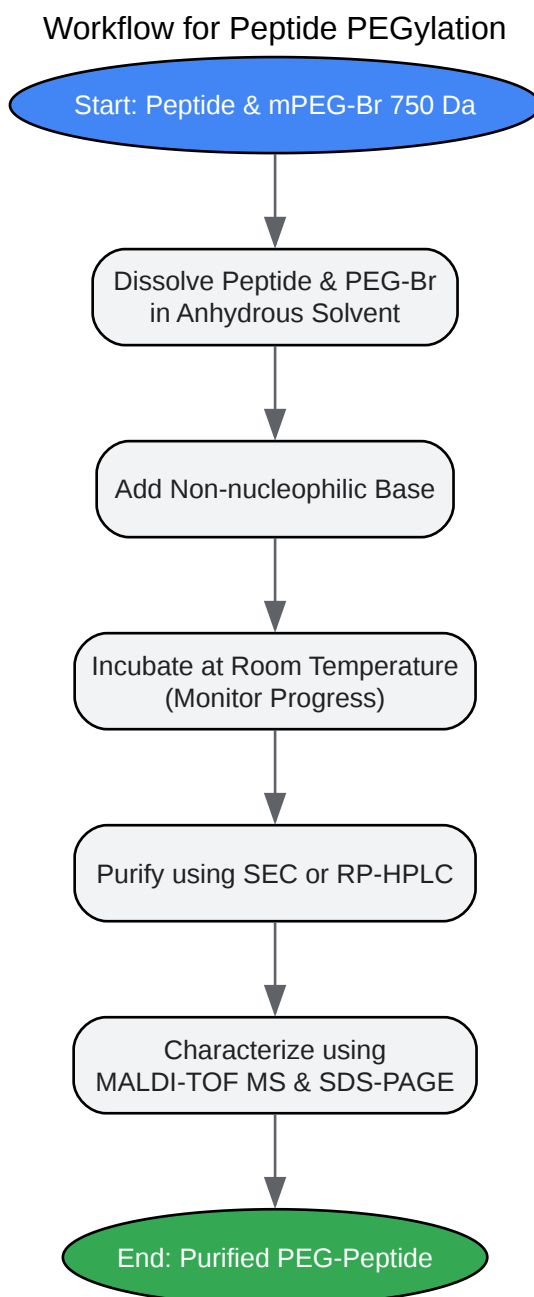 Workflow for Peptide PEGylation
Start: Peptide & mPEG-Br 750 Da
Dissolve Peptide & PEG-Br
in Anhydrous Solvent
Add Non-nucleophilic Base
Incubate at Room Temperature
(Monitor Progress)
Purify using SEC or RP-HPLC
Characterize using
MALDI-TOF MS & SDS-PAGE
End: Purified PEG-Peptide